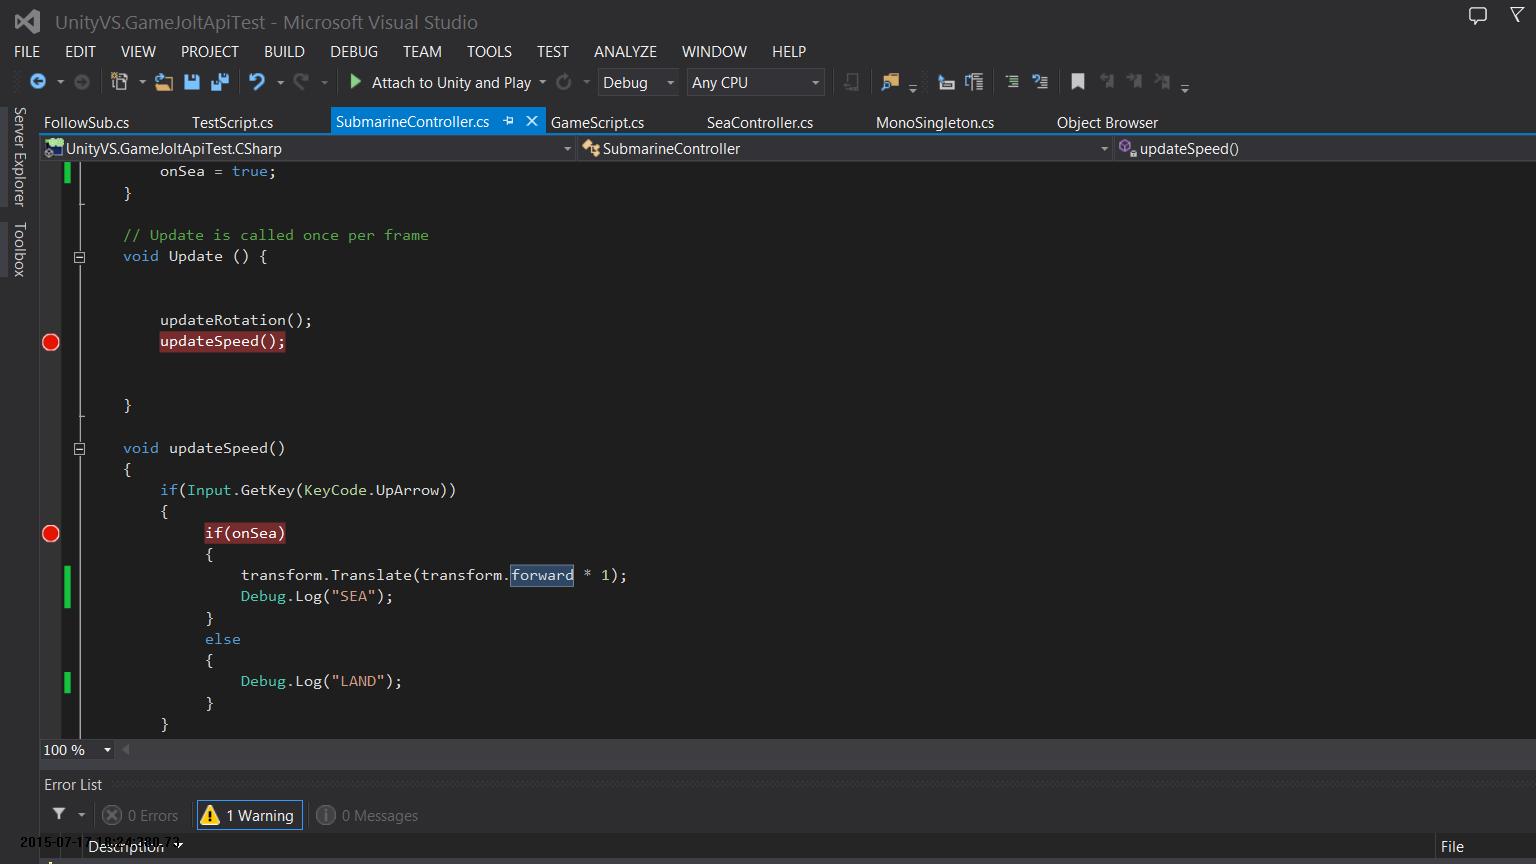 UnityVS.GameJoltApiTest - Microsoft Visual Studio
FILE EDIT VIEW PROJECT BUILD DEBUG TEAM TOOLS TEST ANALYZE WINDOW HELP
Attach to Unity and Play Debug Any CPU
Server Explorer
Toolbox
FollowSub.cs TestScript.cs SubmarineController.cs GameScript.cs SeaController.cs MonoSingleton.cs Object Browser
UnityVS.GameJoltApiTest.CSharp SubmarineController updateSpeed()
onSea = true;
}
// Update is called once per frame
void Update () {
updateRotation();
updateSpeed();
}
void updateSpeed()
{
if(Input.GetKey(KeyCode.UpArrow))
{
if(onSea)
{
transform.Translate(transform.forward * 1);
Debug.Log("SEA");
}
else
{
Debug.Log("LAND");
}
}
100 %
Error List
0 Errors 1 Warning 0 Messages
Description File